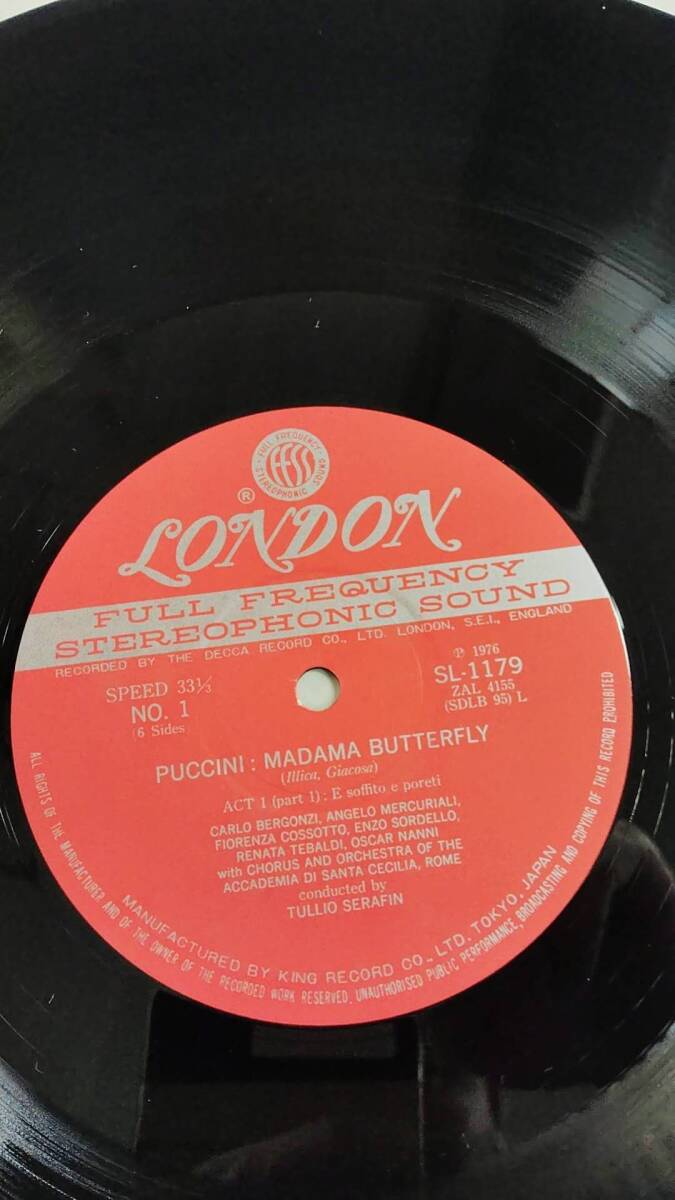 FULL FREQUENCY
ffss
STEREOPHONIC SOUND
®
LONDON
FULL FREQUENCY
STEREOPHONIC SOUND
RECORDED BY THE DECCA RECORD CO., LTD. LONDON, S.E.I., ENGLAND
SPEED 33⅓
NO. 1
(6 Sides)
℗ 1976
SL-1179
ZAL 4155
(SDLB 95) L
PUCCINI : MADAMA BUTTERFLY
(Illica, Giacosa)
ACT 1 (part 1) : E soffito e poreti
CARLO BERGONZI, ANGELO MERCURIALI,
FIORENZA COSSOTTO, ENZO SORDELLO,
RENATA TEBALDI, OSCAR NANNI
with CHORUS AND ORCHESTRA OF THE
ACCADEMIA DI SANTA CECILIA, ROME
conducted by
TULLIO SERAFIN
MANUFACTURED BY KING RECORD CO., LTD. TOKYO, JAPAN
ALL RIGHTS OF THE MANUFACTURER AND OF THE OWNER OF THE RECORDED WORK RESERVED. UNAUTHORISED PUBLIC PERFORMANCE, BROADCASTING AND COPYING OF THIS RECORD PROHIBITED